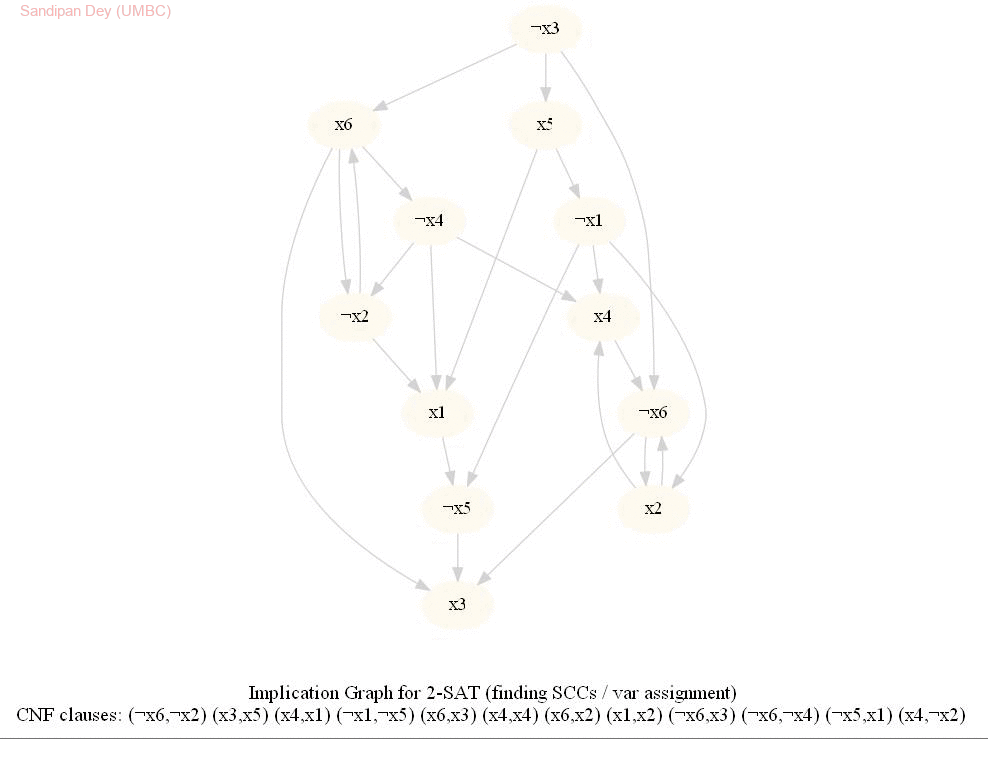 Sandipan Dey (UMBC)
¬x3
x6
x5
¬x4
¬x1
¬x2
x4
x1
¬x6
¬x5
x2
x3
Implication Graph for 2-SAT (finding SCCs / var assignment)
CNF clauses: (¬x6,¬x2) (x3,x5) (x4,x1) (¬x1,¬x5) (x6,x3) (x4,x4) (x6,x2) (x1,x2) (¬x6,x3) (¬x6,¬x4) (¬x5,x1) (x4,¬x2)